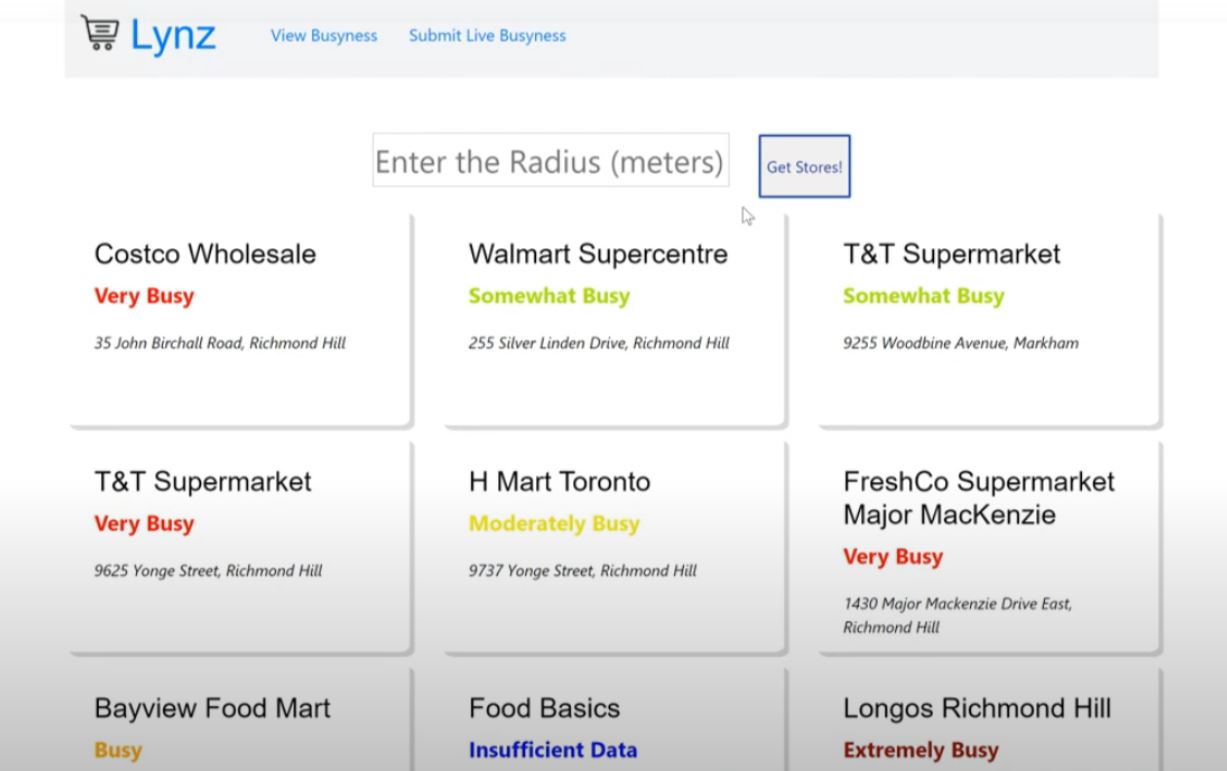 Lynz
View Busyness
Submit Live Busyness
Enter the Radius (meters)
Get Stores!
Costco Wholesale
Very Busy
35 John Birchall Road, Richmond Hill
Walmart Supercentre
Somewhat Busy
255 Silver Linden Drive, Richmond Hill
T&T Supermarket
Somewhat Busy
9255 Woodbine Avenue, Markham
T&T Supermarket
Very Busy
9625 Yonge Street, Richmond Hill
H Mart Toronto
Moderately Busy
9737 Yonge Street, Richmond Hill
FreshCo Supermarket
Major MacKenzie
Very Busy
1430 Major Mackenzie Drive East,
Richmond Hill
Bayview Food Mart
Busy
Food Basics
Insufficient Data
Longos Richmond Hill
Extremely Busy